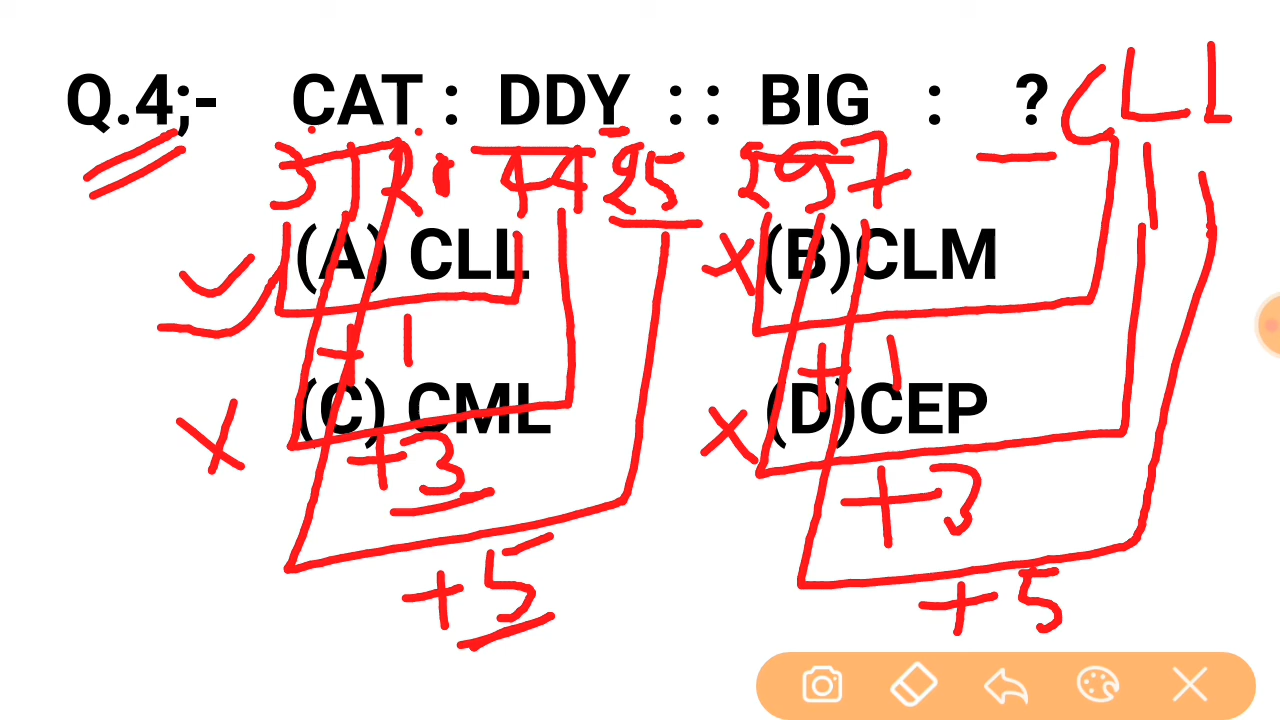 Q.4;- CAT : DDY : : BIG : ? CLL
3 1 20 4 4 25 2 9 7
(A) CLL (B)CLM
+1 +1
(C) CML (D)CEP
+3 +3
+5 +5